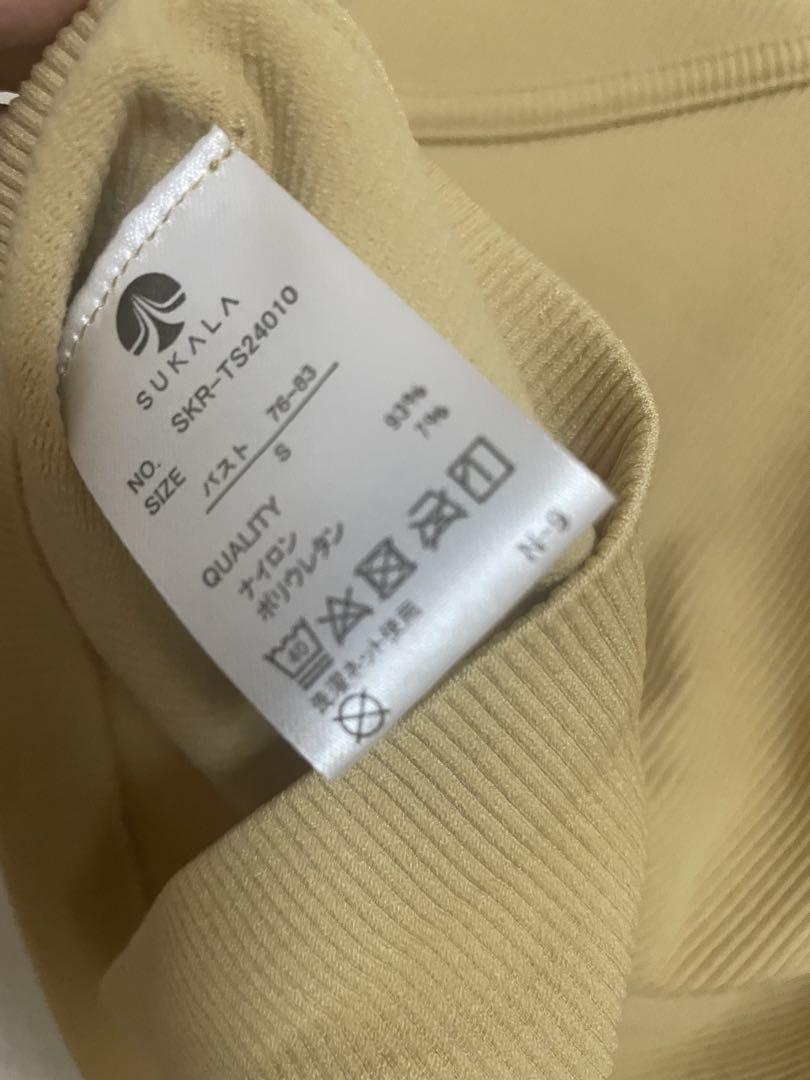 SUKALA
NO. SKR-TS24010
SIZE バスト 76-83
S
QUALITY
ナイロン 93%
ポリウレタン 7%
40
洗濯ネット使用
N-9